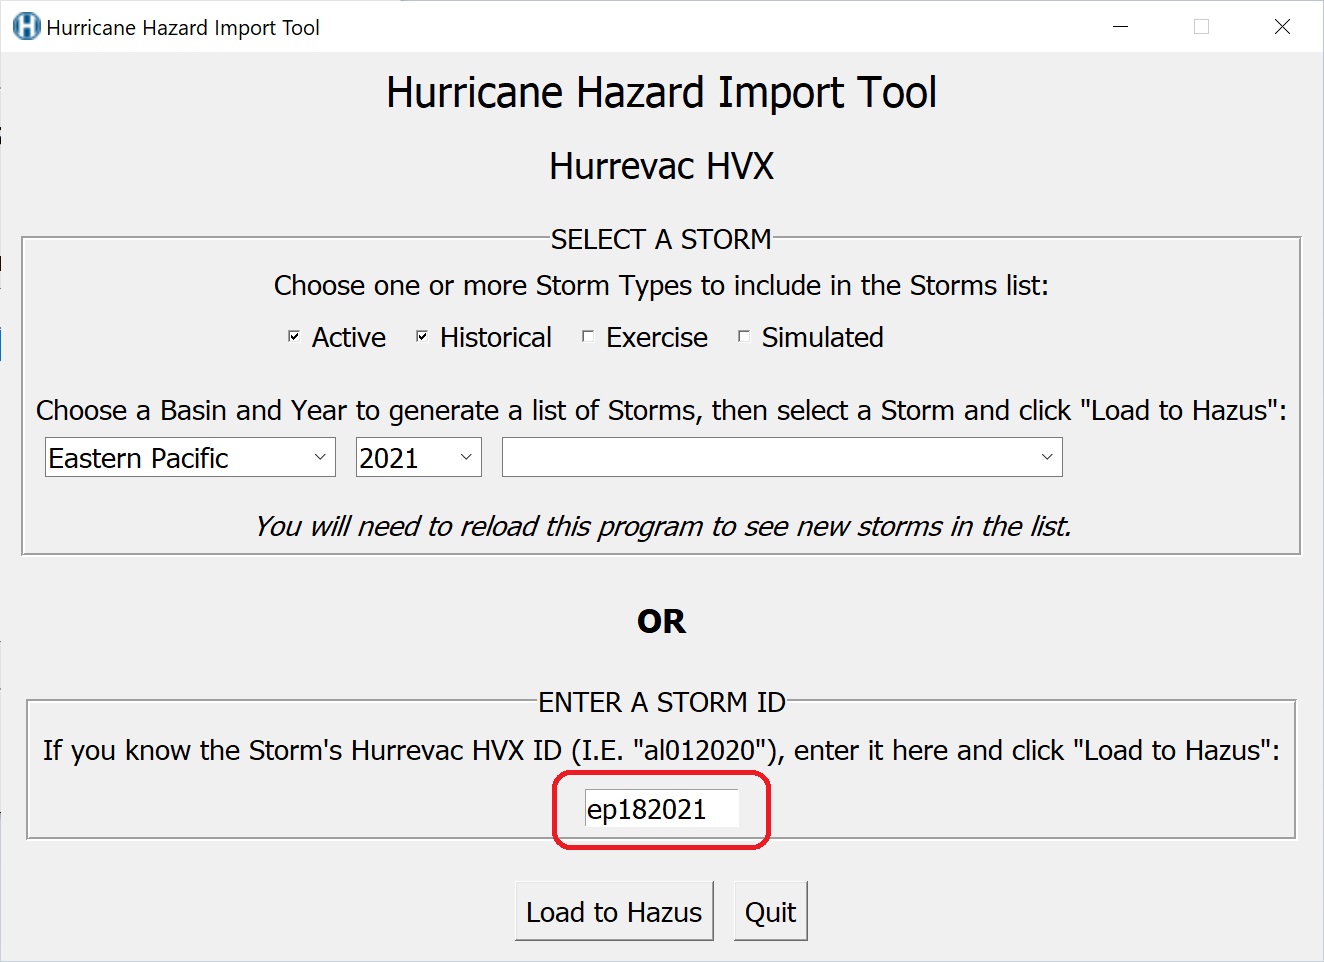 Hurricane Hazard Import Tool
Hurricane Hazard Import Tool
Hurrevac HVX
SELECT A STORM
Choose one or more Storm Types to include in the Storms list:
Active Historical Exercise Simulated
Choose a Basin and Year to generate a list of Storms, then select a Storm and click "Load to Hazus":
Eastern Pacific 2021
You will need to reload this program to see new storms in the list.
OR
ENTER A STORM ID
If you know the Storm's Hurrevac HVX ID (I.E. "al012020"), enter it here and click "Load to Hazus":
ep182021
Load to Hazus Quit